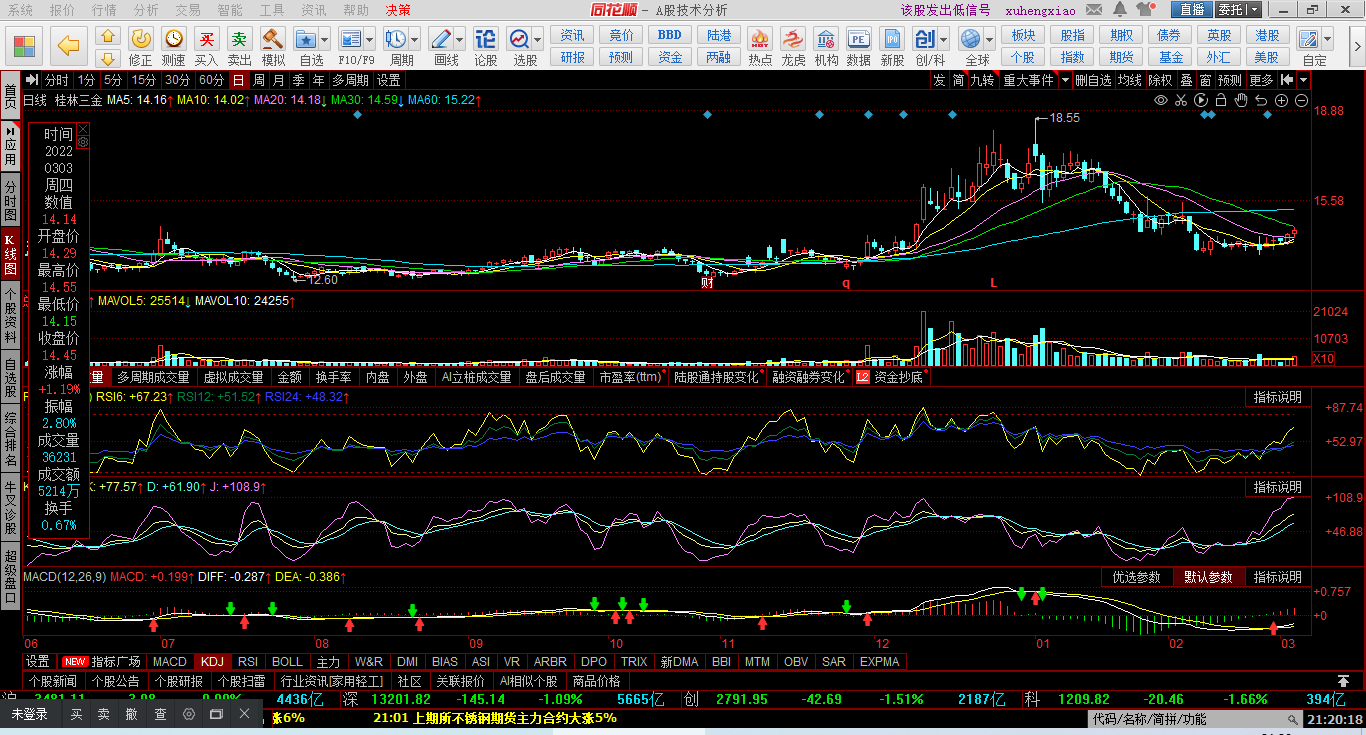 系统 报价 行情 分析 交易 智能 工具 资讯 帮助 决策 同花顺 - A股技术分析 该股发出低信号 xuhengxiao 直播 委托
修正 测速 买入 卖出 模拟 自选 F10/F9 周期 画线 论股 选股 资讯 竞价 BBD 陆港 热点 龙虎 机构 数据 新股 创/科 全球 板块 股指 期权 债券 英股 港股 自定
研报 预测 资金 两融 个股 指数 期货 基金 外汇 美股
分时 1分 5分 15分 30分 60分 日 周 月 季 年 多周期 设置 发 简 九转 重大事件 删自选 均线 除权 叠 窗 预测 更多
日线 桂林三金 MA5: 14.16↑ MA10: 14.02↑ MA20: 14.18↓ MA30: 14.59↓ MA60: 15.22↑
首页
应用
分时图
K线图
个股资料
自选股
综合排名
牛叉诊股
超级盘口
时间
2022
0303
周四
数值
14.14
开盘价
14.29
最高价
14.55
最低价
14.15
收盘价
14.45
涨幅
+1.19%
振幅
2.80%
成交量
36231
成交额
5214万
换手
0.67%
18.88
18.55
15.58
12.60
财 q L
MAVOL5: 25514↓ MAVOL10: 24255↑
21024
10703
X10
量 多周期成交量 虚拟成交量 金额 换手率 内盘 外盘 AI立桩成交量 盘后成交量 市盈率(ttm) 陆股通持股变化 融资融券变化 L2 资金抄底
RSI6: +67.23↑ RSI12: +51.52↑ RSI24: +48.32↑ 指标说明
+87.74
+52.97
K: +77.57↑ D: +61.90↑ J: +108.9↑ 指标说明
+108.9
+46.88
MACD(12,26,9) MACD: +0.199↑ DIFF: -0.287↑ DEA: -0.386↑ 优选参数 默认参数 指标说明
+0.757
+0
06 07 08 09 10 11 12 01 02 03
设置 NEW 指标广场 MACD KDJ RSI BOLL 主力 W&R DMI BIAS ASI VR ARBR DPO TRIX 新DMA BBI MTM OBV SAR EXPMA
个股新闻 个股公告 个股研报 个股扫雷 行业资讯[家用轻工] 社区 关联报价 AI相似个股 商品价格
沪 3481.11 4436亿 深 13201.82 -145.14 -1.09% 5665亿 创 2791.95 -42.69 -1.51% 2187亿 科 1209.82 -20.46 -1.66% 394亿
未登录 买 卖 撤 查 涨6% 21:01 上期所不锈钢期货主力合约大涨5% 代码/名称/简拼/功能 21:20:18